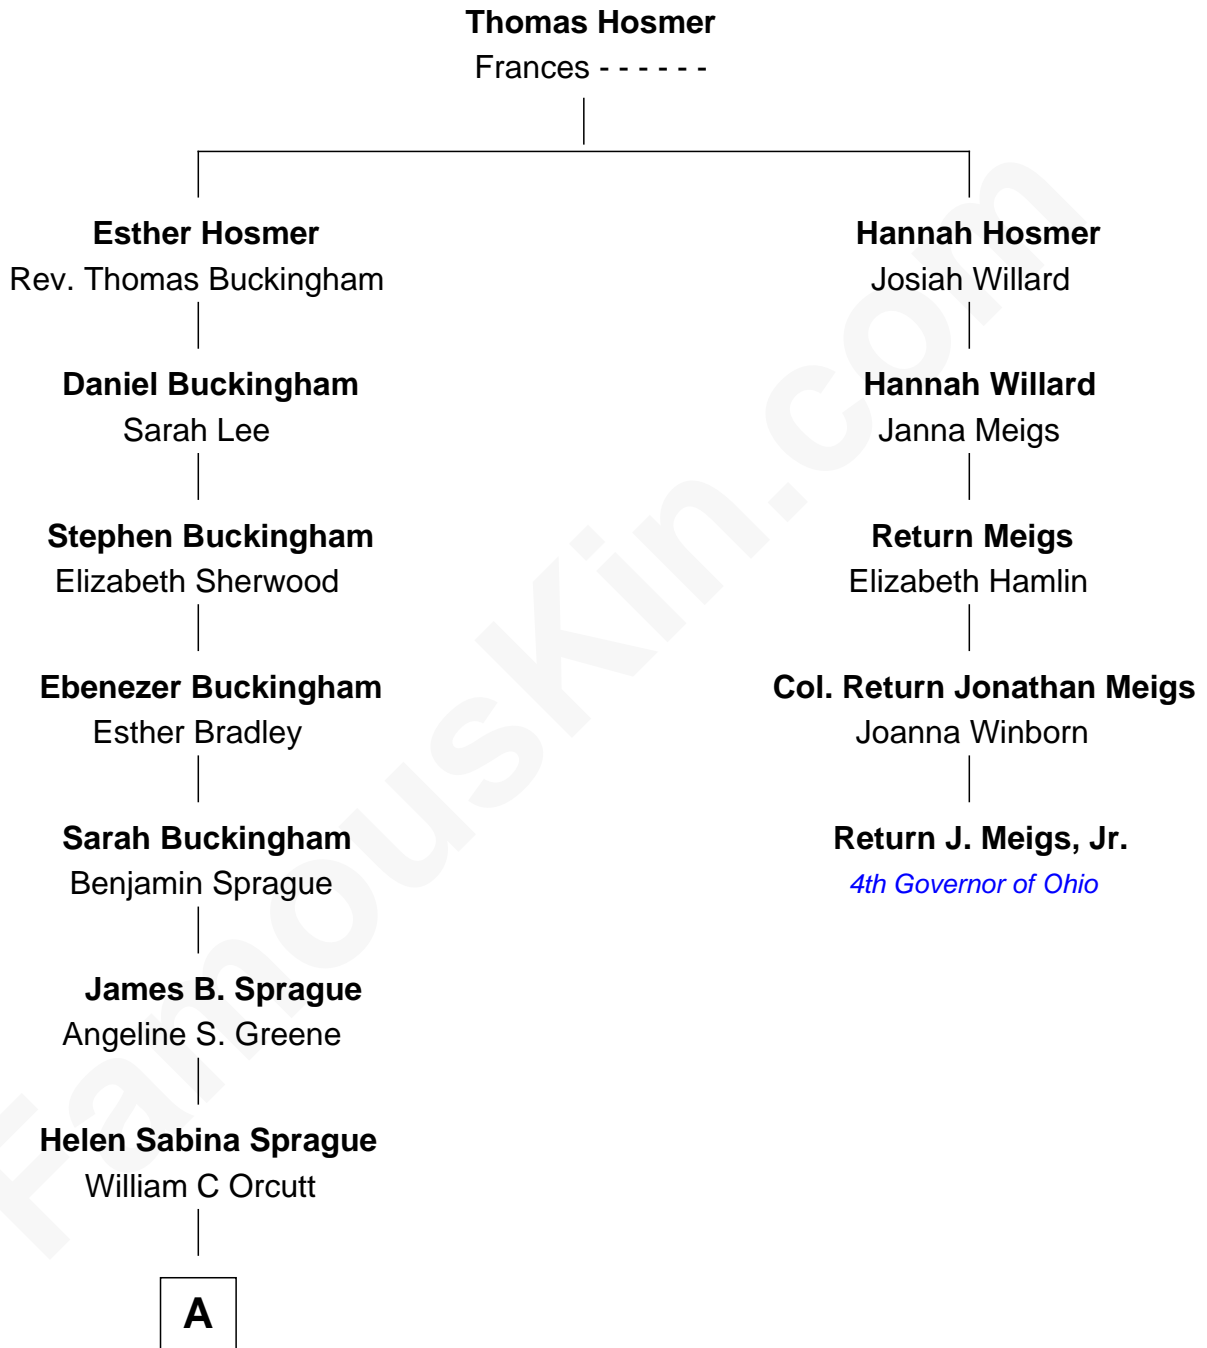 Thomas Hosmer
Frances - - - - - -
Esther Hosmer
Rev. Thomas Buckingham
Hannah Hosmer
Josiah Willard
Daniel Buckingham
Sarah Lee
Hannah Willard
Janna Meigs
Stephen Buckingham
Elizabeth Sherwood
Return Meigs
Elizabeth Hamlin
Ebenezer Buckingham
Esther Bradley
Col. Return Jonathan Meigs
Joanna Winborn
Sarah Buckingham
Benjamin Sprague
Return J. Meigs, Jr.
4th Governor of Ohio
James B. Sprague
Angeline S. Greene
Helen Sabina Sprague
William C Orcutt
A
FamousKin.com